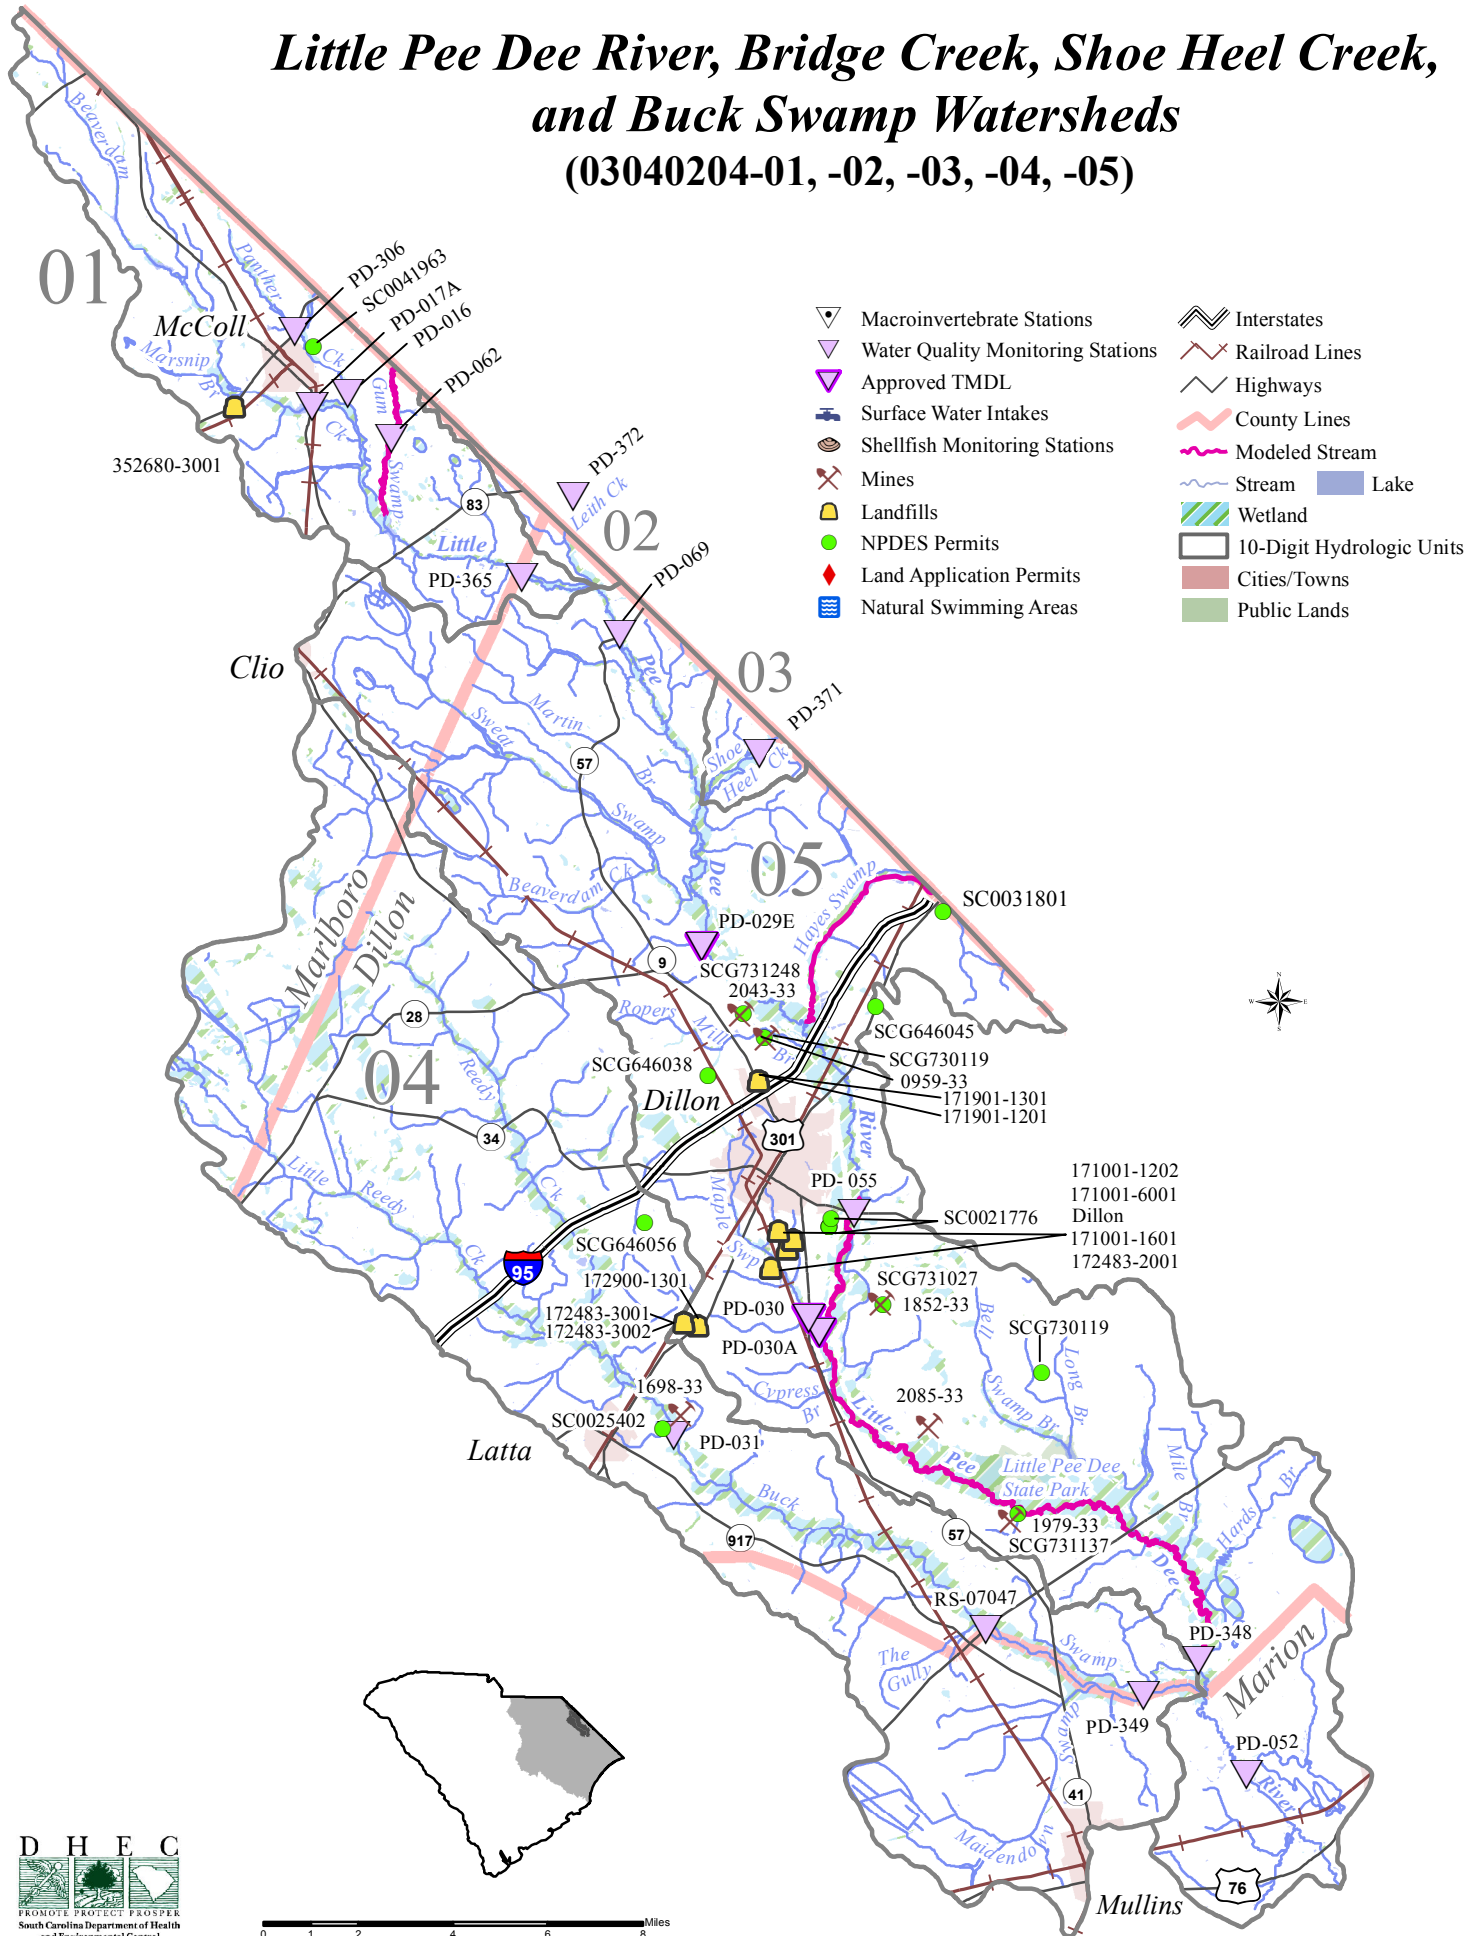 Little Pee Dee River, Bridge Creek, Shoe Heel Creek,
and Buck Swamp Watersheds
(03040204-01, -02, -03, -04, -05)
Macroinvertebrate Stations
Water Quality Monitoring Stations
Approved TMDL
Surface Water Intakes
Shellfish Monitoring Stations
Mines
Landfills
NPDES Permits
Land Application Permits
Natural Swimming Areas
Interstates
Railroad Lines
Highways
County Lines
Modeled Stream
Stream
Lake
Wetland
10-Digit Hydrologic Units
Cities/Towns
Public Lands
Beaverdam
01
Panther
Ck
PD-306
SC0041963
PD-017A
PD-016
PD-062
McColl
Marsnip
Br
Ck
Gum
Swamp
352680-3001
83
PD-372
Leith Ck
02
Little
PD-365
PD-069
Pee
Clio
03
PD-371
Shoe
Heel Ck
Martin
Br
Sweat
Swamp
57
Dee
05
Beaverdam Ck
Hayes Swamp
SC0031801
Marlboro
Dillon
PD-029E
9
SCG731248
2043-33
Ropers
Mill
Br
28
SCG646045
SCG730119
0959-33
171901-1301
171901-1201
SCG646038
04
Reedy
Ck
Dillon
River
34
301
Little
Reedy
Ck
Maple
Swp
PD- 055
171001-1202
171001-6001
Dillon
171001-1601
172483-2001
SC0021776
SCG646056
95
172900-1301
172483-3001
172483-3002
SCG731027
1852-33
PD-030
PD-030A
Bell
Swamp Br
SCG730119
Long
Br
Cypress
Br
1698-33
2085-33
SC0025402
PD-031
Latta
Little
Pee
Little Pee Dee
State Park
Mile
Br
Hards
Br
Buck
917
57
1979-33
SCG731137
Dee
RS-07047
Swamp
The
Gully
PD-348
Marion
PD-349
Swamp
PD-052
River
41
Maidendown
76
Mullins
D H E C
PROMOTE PROTECT PROSPER
South Carolina Department of Health
and Environmental Control
0 1 2 4 6 8
Miles
N
W
E
S